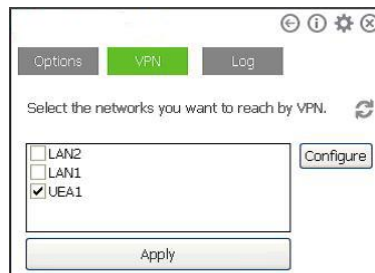 Options VPN Log
Select the networks you want to reach by VPN.
LAN2
LAN1
UEA1
Configure
Apply